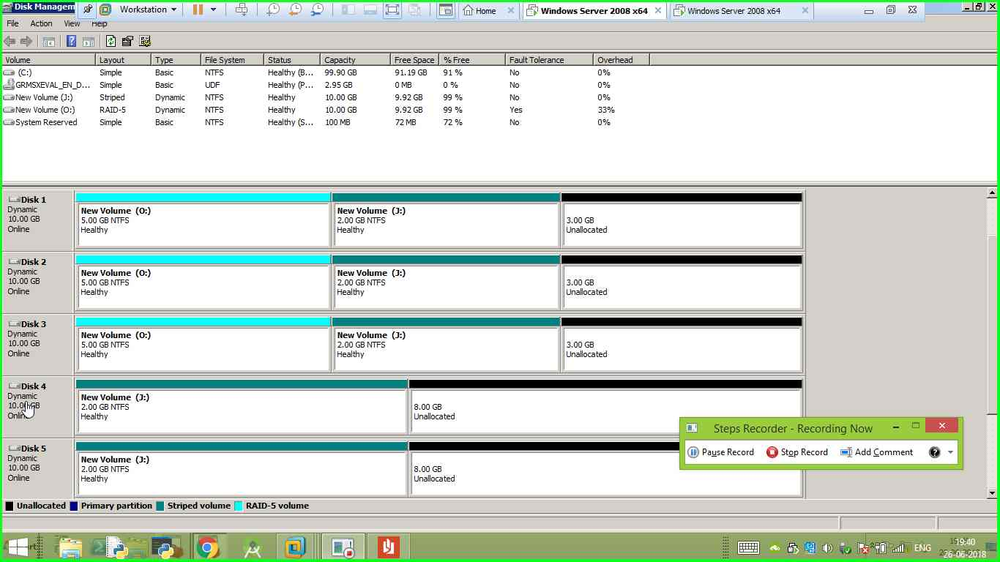 Disk Management Workstation Home Windows Server 2008 x64 Windows Server 2008 x64
File Action View Help
Volume Layout Type File System Status Capacity Free Space % Free Fault Tolerance Overhead
(C:) Simple Basic NTFS Healthy (B... 99.90 GB 91.19 GB 91 % No 0%
GRMSXEVAL_EN_D... Simple Basic UDF Healthy (P... 2.95 GB 0 MB 0 % No 0%
New Volume (J:) Striped Dynamic NTFS Healthy 10.00 GB 9.92 GB 99 % No 0%
New Volume (O:) RAID-5 Dynamic NTFS Healthy 10.00 GB 9.92 GB 99 % Yes 33%
System Reserved Simple Basic NTFS Healthy (S... 100 MB 72 MB 72 % No 0%
Disk 1
Dynamic
10.00 GB
Online
New Volume (O:)
5.00 GB NTFS
Healthy
New Volume (J:)
2.00 GB NTFS
Healthy
3.00 GB
Unallocated
Disk 2
Dynamic
10.00 GB
Online
New Volume (O:)
5.00 GB NTFS
Healthy
New Volume (J:)
2.00 GB NTFS
Healthy
3.00 GB
Unallocated
Disk 3
Dynamic
10.00 GB
Online
New Volume (O:)
5.00 GB NTFS
Healthy
New Volume (J:)
2.00 GB NTFS
Healthy
3.00 GB
Unallocated
Disk 4
Dynamic
10.00 GB
Online
New Volume (J:)
2.00 GB NTFS
Healthy
8.00 GB
Unallocated
Disk 5
Dynamic
10.00 GB
Online
New Volume (J:)
2.00 GB NTFS
Healthy
8.00 GB
Unallocated
Steps Recorder - Recording Now
Pause Record Stop Record Add Comment
Unallocated Primary partition Striped volume RAID-5 volume
ENG
19:40
26-06-2018